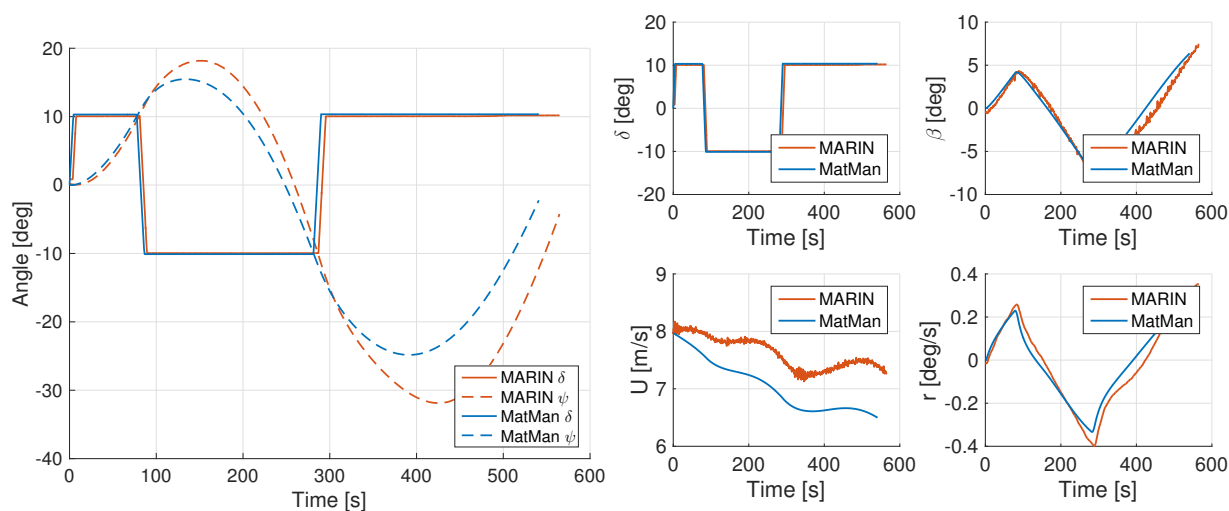 20
10
0
-10
-20
-30
-40
Angle [deg]
0 100 200 300 400 500 600
Time [s]
MARIN δ
MARIN ψ
MatMan δ
MatMan ψ
20
10
0
-10
-20
δ [deg]
0 200 400 600
Time [s]
MARIN
MatMan
10
5
0
-5
10
β [deg]
0 200 400 600
Time [s]
MARIN
MatMan
9
8
7
6
U [m/s]
0 200 400 600
Time [s]
MARIN
MatMan
0.4
0.2
0
-0.2
-0.4
r [deg/s]
0 200 400 600
Time [s]
MARIN
MatMan